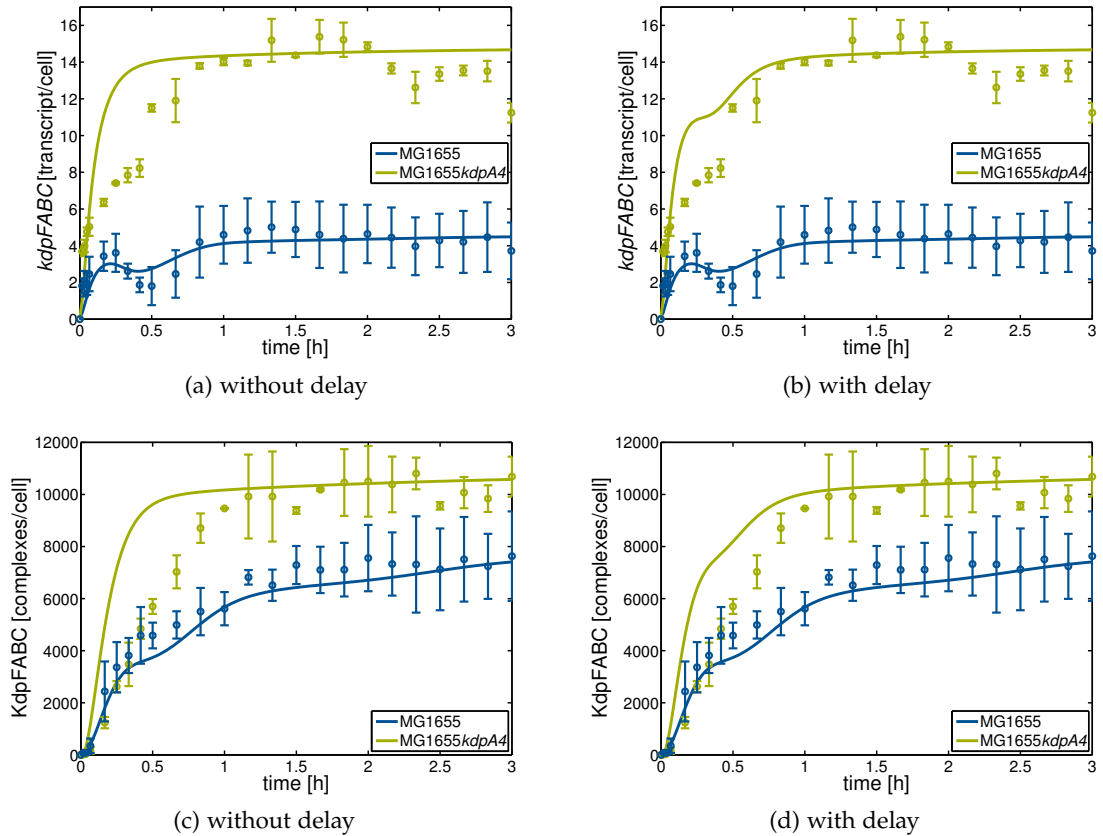 16
14
12
10
8
6
4
2
0
kdpFABC [transcript/cell]
MG1655
MG1655kdpA4
0 0.5 1 1.5 2 2.5 3
time [h]
(a) without delay
16
14
12
10
8
6
4
2
0
kdpFABC [transcript/cell]
MG1655
MG1655kdpA4
0 0.5 1 1.5 2 2.5 3
time [h]
(b) with delay
12000
10000
8000
6000
4000
2000
0
KdpFABC [complexes/cell]
MG1655
MG1655kdpA4
0 0.5 1 1.5 2 2.5 3
time [h]
(c) without delay
12000
10000
8000
6000
4000
2000
0
KdpFABC [complexes/cell]
MG1655
MG1655kdpA4
0 0.5 1 1.5 2 2.5 3
time [h]
(d) with delay